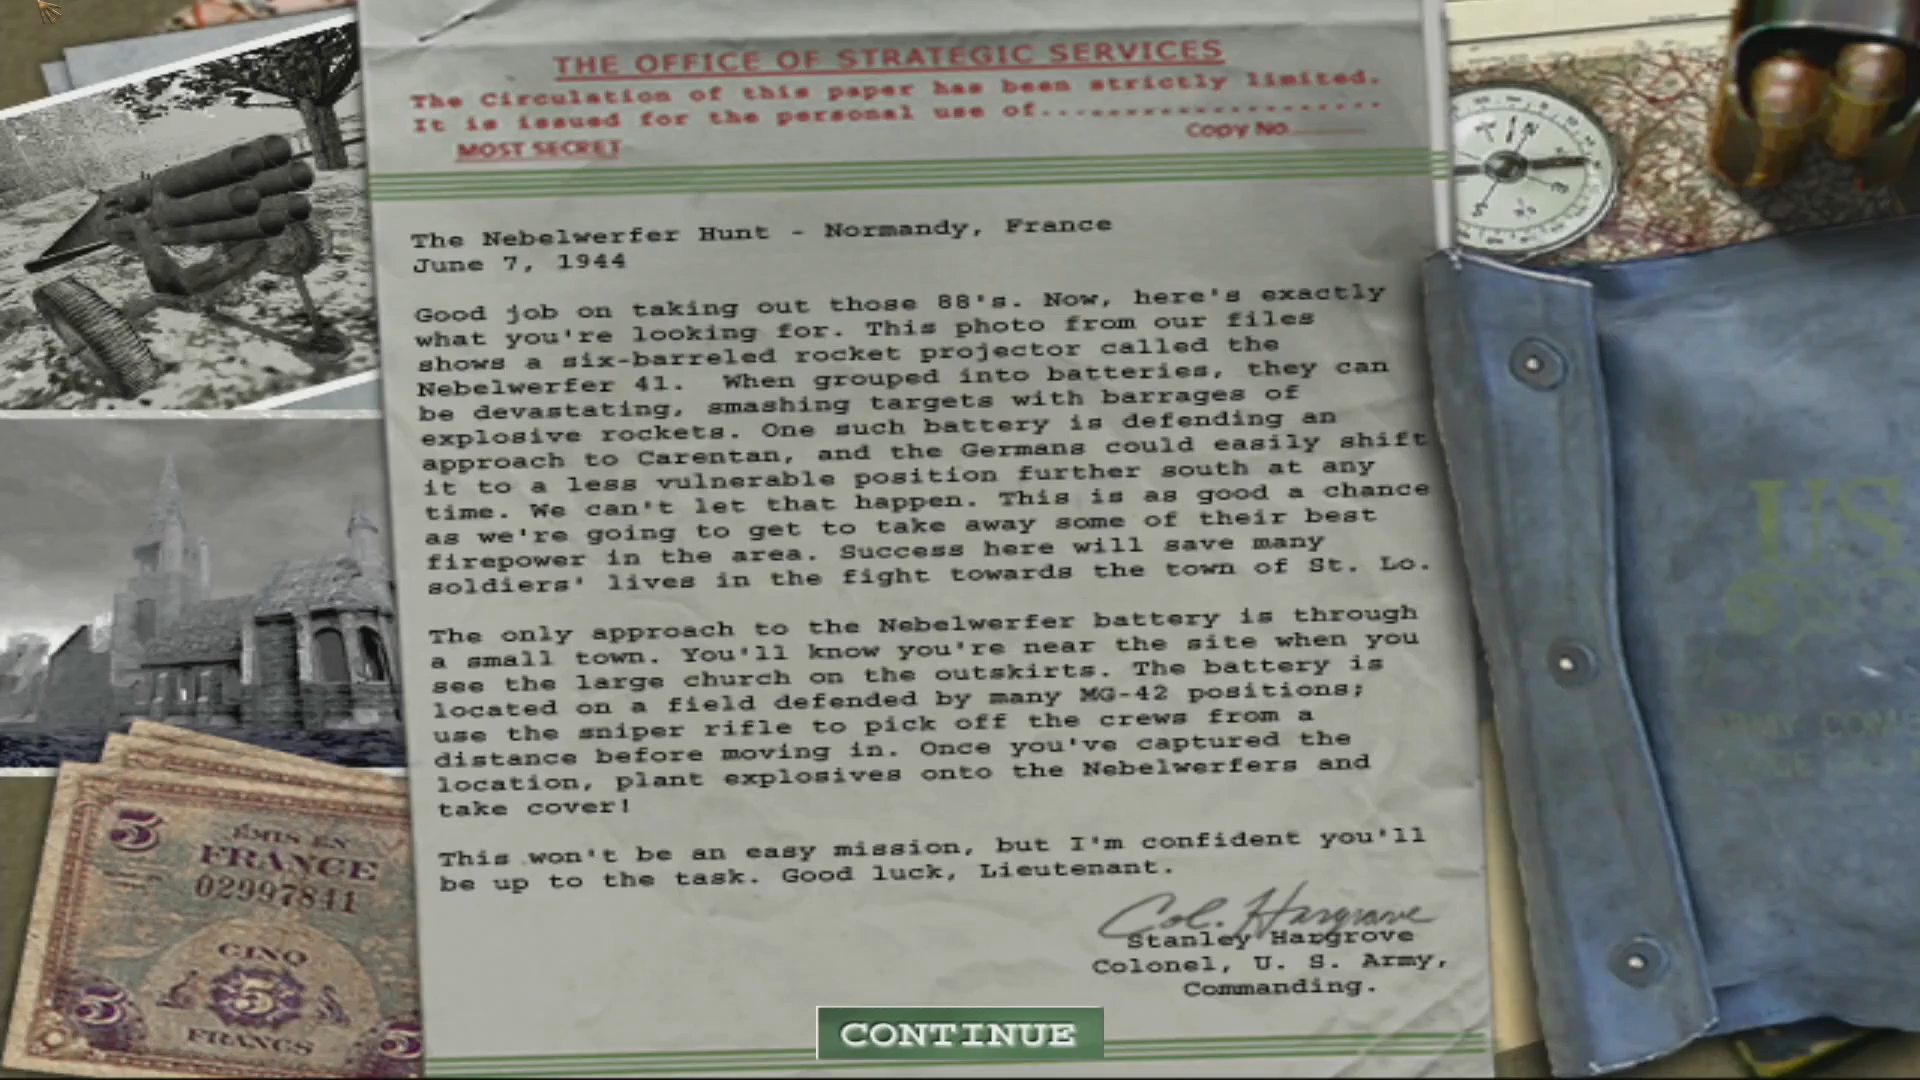 THE OFFICE OF STRATEGIC SERVICES
The Circulation of this paper has been strictly limited.
It is issued for the personal use of....................
Copy No.
MOST SECRET
The Nebelwerfer Hunt - Normandy, France
June 7, 1944
Good job on taking out those 88's. Now, here's exactly
what you're looking for. This photo from our files
shows a six-barreled rocket projector called the
Nebelwerfer 41.  When grouped into batteries, they can
be devastating, smashing targets with barrages of
explosive rockets. One such battery is defending an
approach to Carentan, and the Germans could easily shift
it to a less vulnerable position further south at any
time. We can't let that happen. This is as good a chance
as we're going to get to take away some of their best
firepower in the area. Success here will save many
soldiers' lives in the fight towards the town of St. Lo.
The only approach to the Nebelwerfer battery is through
a small town. You'll know you're near the site when you
see the large church on the outskirts. The battery is
located on a field defended by many MG-42 positions;
use the sniper rifle to pick off the crews from a
distance before moving in. Once you've captured the
location, plant explosives onto the Nebelwerfers and
take cover!
This won't be an easy mission, but I'm confident you'll
be up to the task. Good luck, Lieutenant.
Col. Hargrove
Stanley Hargrove
Colonel, U. S. Army,
Commanding.
CONTINUE
5
ÉMIS EN
FRANCE
02997841
CINQ
5
FRANCS
5
5
US
N
E
S